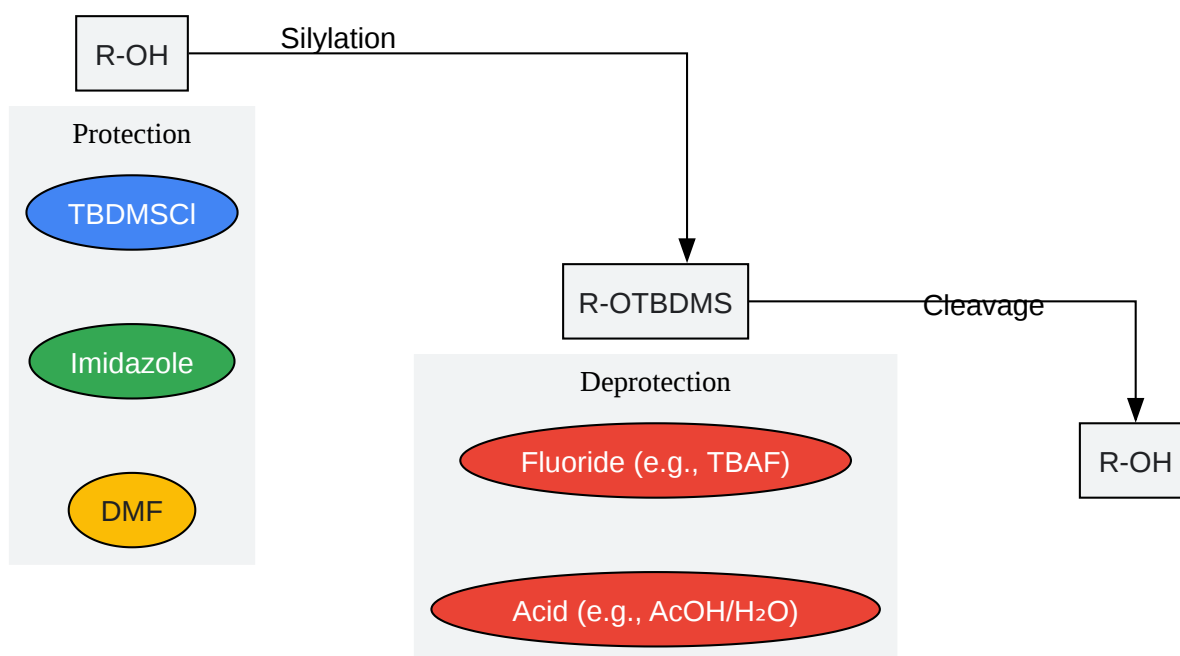 R-OH
Silylation
Protection
TBDMSCl
Imidazole
DMF
R-OTBDMS
Cleavage
Deprotection
Fluoride (e.g., TBAF)
Acid (e.g., AcOH/H₂O)
R-OH